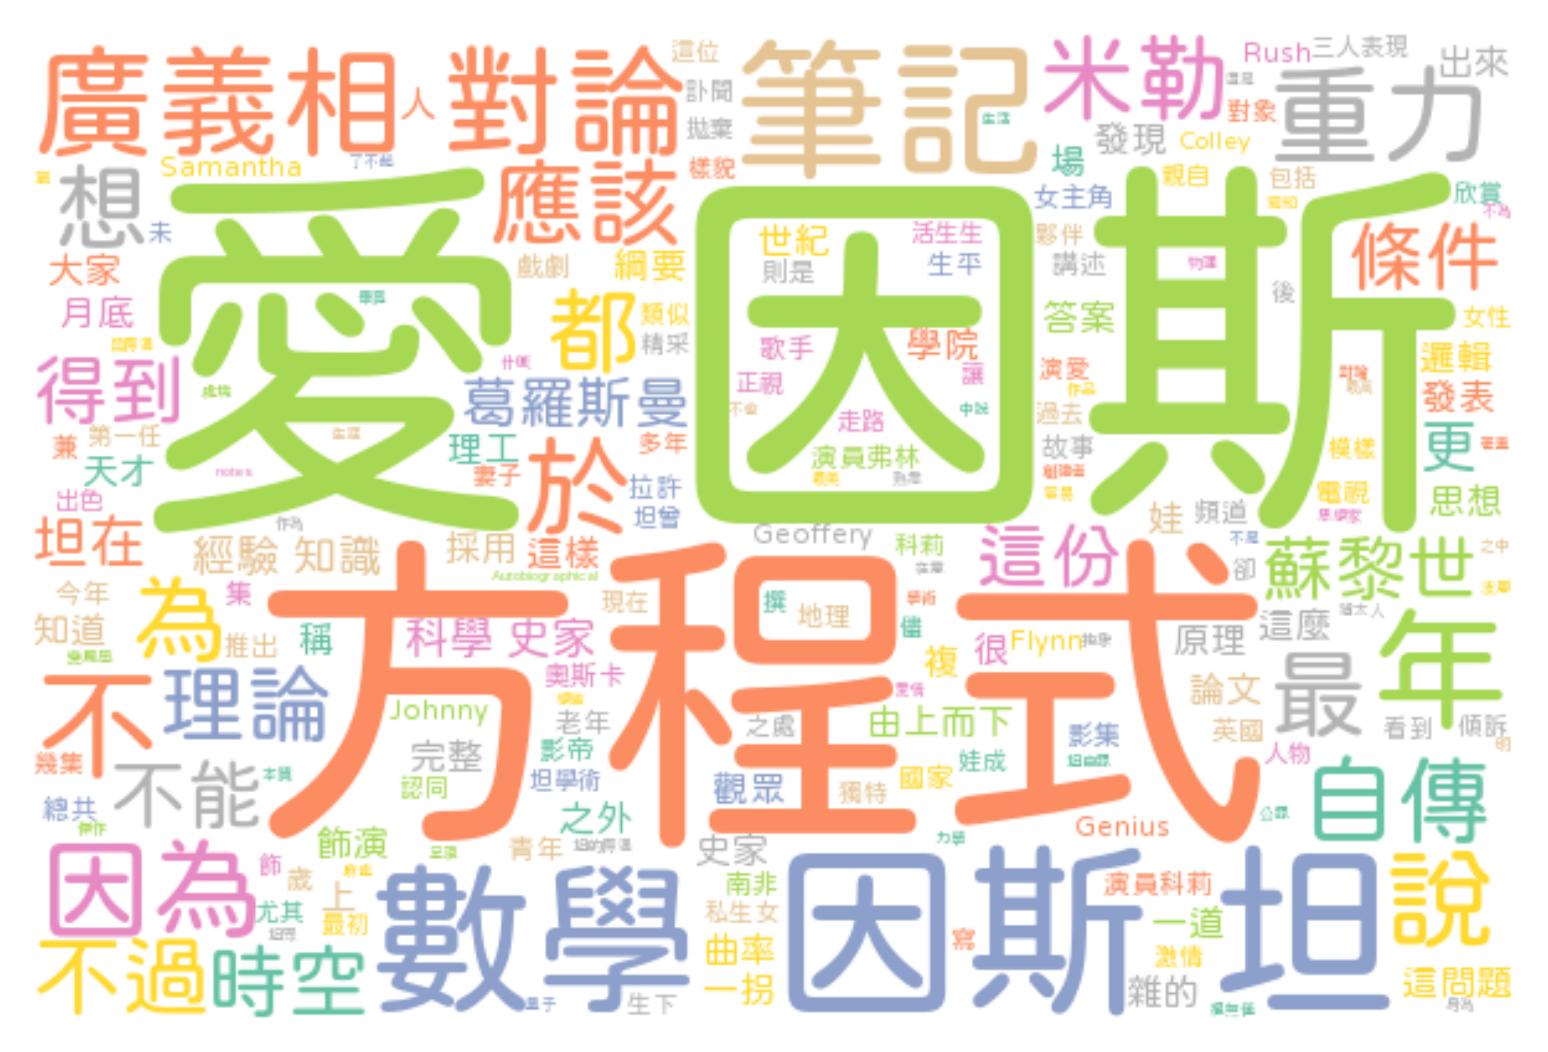 廣義相
人
對論
這位
訃聞
拋棄
樣貌
筆記
米勒
Rush
三人表現
對象
出來
重力
發現
Colley
場
想
未
Samantha
了不起
應該
女主角
親自
包括
欣賞
大家
月底
愛
因斯
戲劇
綱要
世紀
則是
活生生
生平
夥伴
講述
後
條件
都
類似
精采
答案
女性
得到
葛羅斯曼
歌手
正視
學院
讓
走路
演員弗林
演愛
過去
故事
邏輯
發表
模樣
更
兼
第一任
天才
出色
理工
妻子
於
多年
拉許
坦曾
電視
思想
notes
坦在
經驗
知識
採用
這樣
Geoffery
科莉
這份
娃
頻道
蘇黎世
Autobiographical
今年
知道
為
集
推出
稱
方程式
現在
撰
地理
卻
這麼
年
科學
史家
儘
很
Flynn
原理
複
不
理論
奧斯卡
論文
最
Johnny
老年
之處
由上而下
影集
英國
看到
傾訴
幾集
不能
完整
影帝
認同
坦學術
觀眾
獨特
國家
娃成
人物
自傳
總共
之外
Genius
飾演
青年
史家
因為
飾
歲
上
最初
尤其
數學
南非
私生女
因斯坦
演員科莉
一道
說
不過
時空
曲率
一拐
生下
寫
激情
雜的
這問題